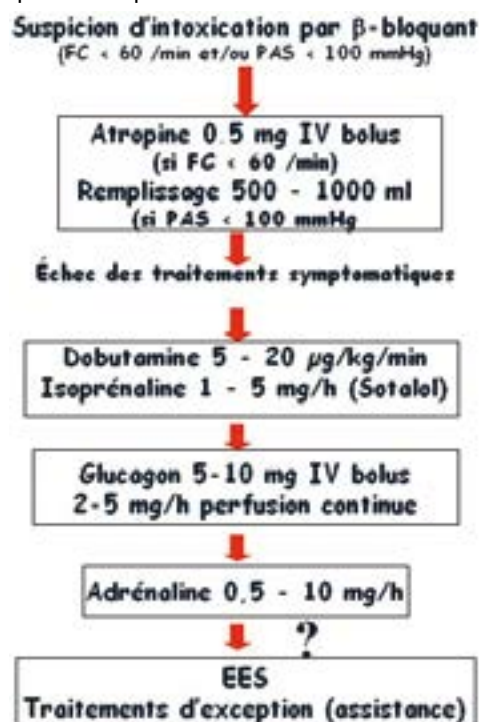 Suspicion d'intoxication par β-bloquant
(FC < 60 /min et/ou PAS < 100 mmHg)
Atropine 0.5 mg IV bolus
(si FC < 60 /min)
Remplissage 500 - 1000 ml
(si PAS < 100 mmHg
Échec des traitements symptomatiques
Dobutamine 5 - 20 µg/kg/min
Isoprénaline 1 - 5 mg/h (Sotalol)
Glucagon 5-10 mg IV bolus
2-5 mg/h perfusion continue
Adrénaline 0,5 - 10 mg/h
?
EES
Traitements d'exception (assistance)